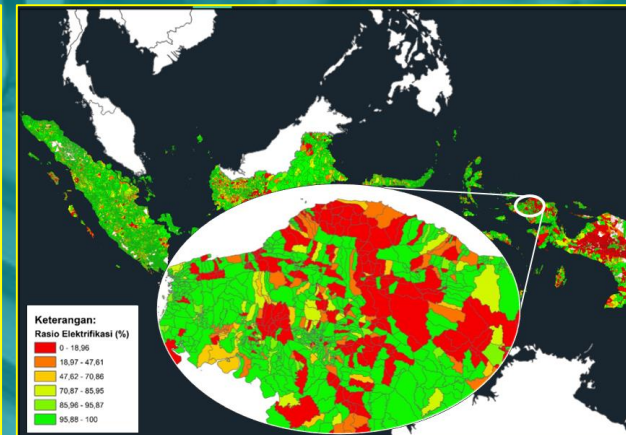 Keterangan:
Rasio Elektrifikasi (%)
0 - 18,96
18,97 - 47,61
47,62 - 70,86
70,87 - 85,95
85,96 - 95,87
95,88 - 100